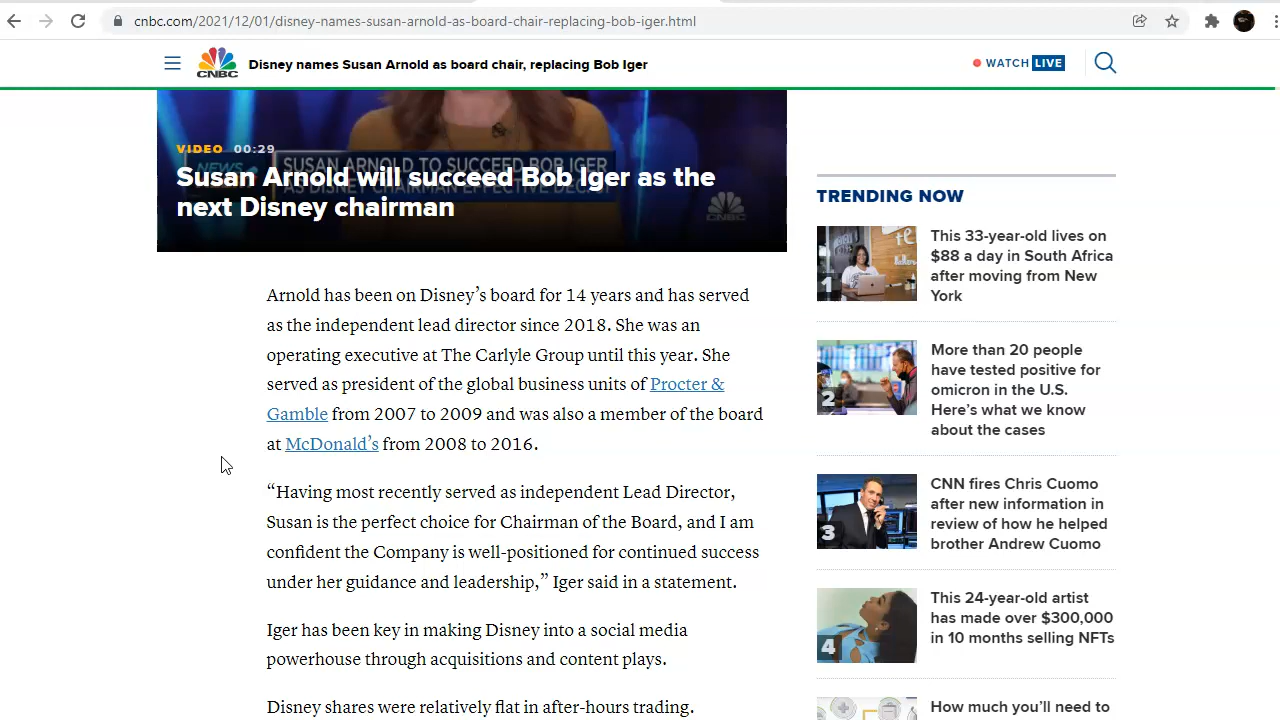 cnbc.com/2021/12/01/disney-names-susan-arnold-as-board-chair-replacing-bob-iger.html
CNBC
Disney names Susan Arnold as board chair, replacing Bob Iger
WATCH LIVE
VIDEO 00:29
NEWS
SUSAN ARNOLD TO SUCCEED BOB IGER
AS DISNEY CHAIRMAN EFFECTIVE DEC
Susan Arnold will succeed Bob Iger as the
next Disney chairman
CNBC
Arnold has been on Disney’s board for 14 years and has served
as the independent lead director since 2018. She was an
operating executive at The Carlyle Group until this year. She
served as president of the global business units of Procter &
Gamble from 2007 to 2009 and was also a member of the board
at McDonald’s from 2008 to 2016.
“Having most recently served as independent Lead Director,
Susan is the perfect choice for Chairman of the Board, and I am
confident the Company is well-positioned for continued success
under her guidance and leadership,” Iger said in a statement.
Iger has been key in making Disney into a social media
powerhouse through acquisitions and content plays.
Disney shares were relatively flat in after-hours trading.
TRENDING NOW
1
This 33-year-old lives on
$88 a day in South Africa
after moving from New
York
2
More than 20 people
have tested positive for
omicron in the U.S.
Here’s what we know
about the cases
3
CNN fires Chris Cuomo
after new information in
review of how he helped
brother Andrew Cuomo
4
This 24-year-old artist
has made over $300,000
in 10 months selling NFTs
How much you’ll need to